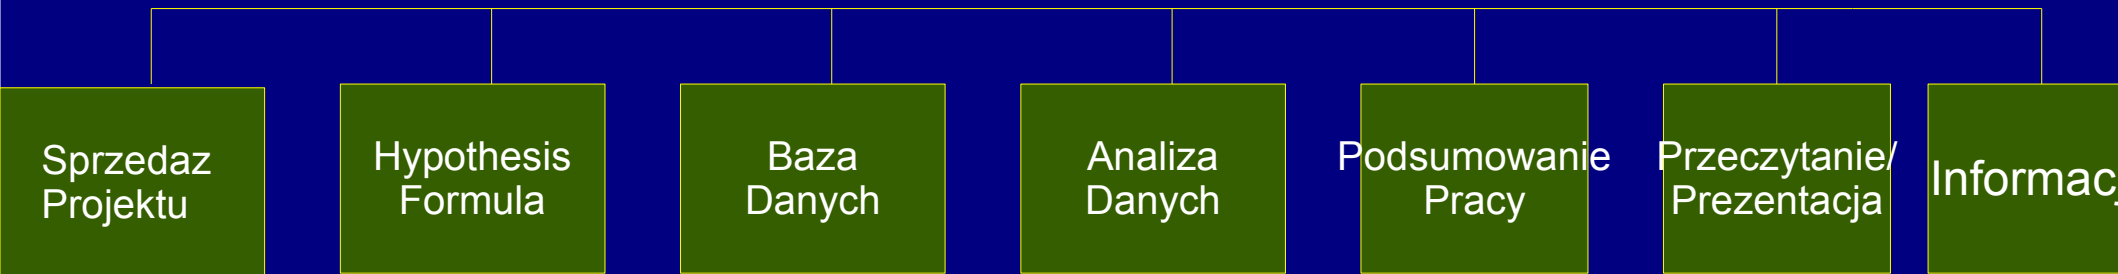 Sprzedaz
Projektu
Hypothesis
Formula
Baza
Danych
Analiza
Danych
Podsumowanie
Pracy
Przeczytanie/
Prezentacja